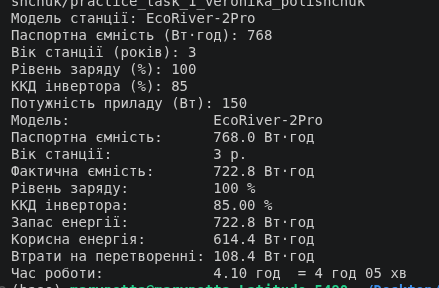 shchuk/practice_task_1_veronika_polishchuk
Модель станції: EcoRiver-2Pro
Паспортна ємність (Вт·год): 768
Вік станції (років): 3
Рівень заряду (%): 100
ККД інвертора (%): 85
Потужність приладу (Вт): 150
Модель: EcoRiver-2Pro
Паспортна ємність: 768.0 Вт·год
Вік станції: 3 р.
Фактична ємність: 722.8 Вт·год
Рівень заряду: 100 %
ККД інвертора: 85.00 %
Запас енергії: 722.8 Вт·год
Корисна енергія: 614.4 Вт·год
Втрати на перетворенні: 108.4 Вт·год
Час роботи: 4.10 год = 4 год 05 хв